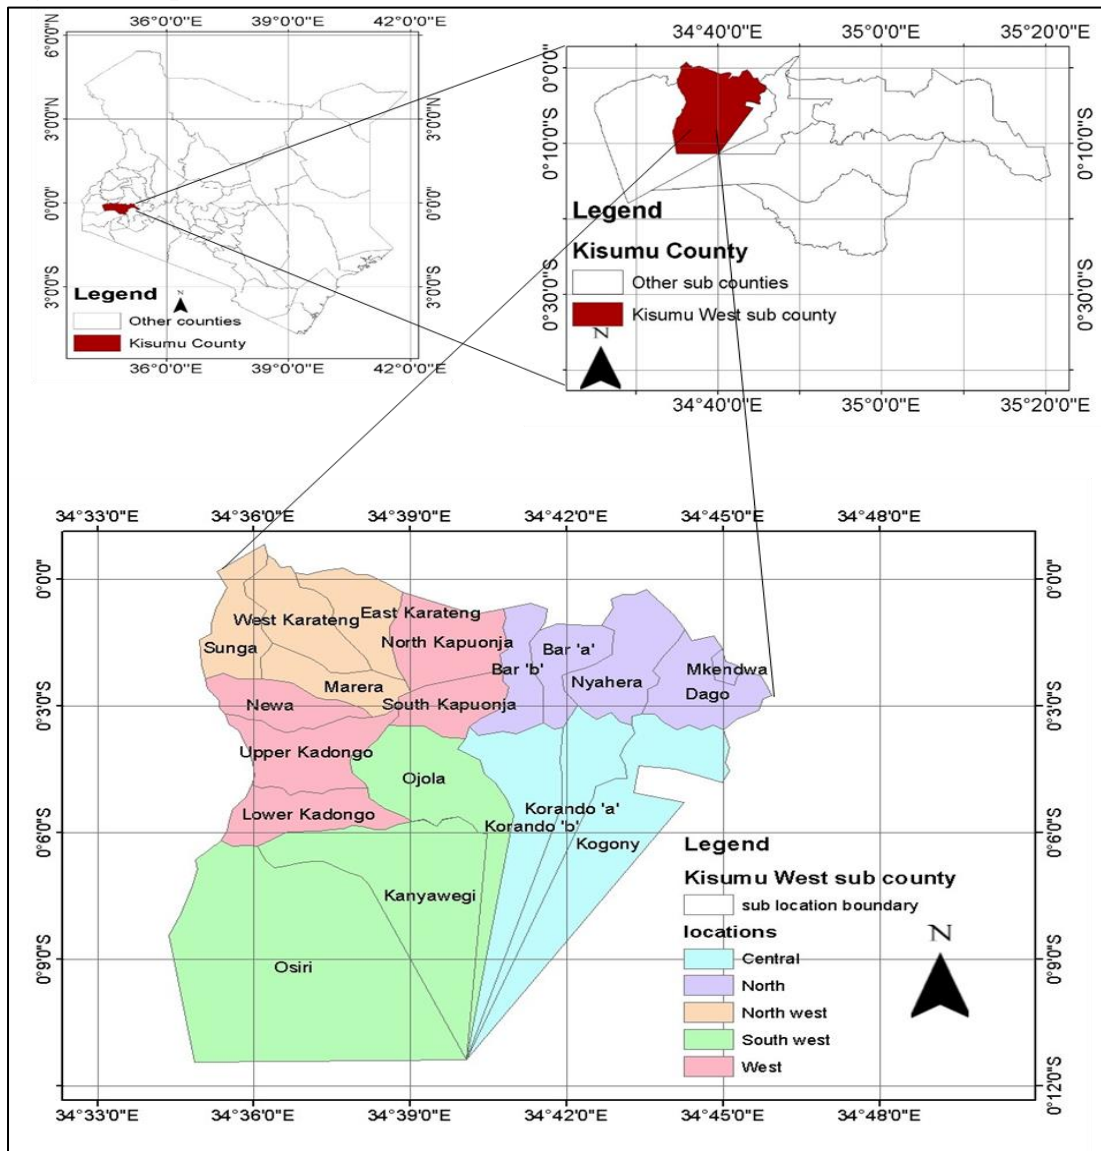 36°0'0"E 39°0'0"E 42°0'0"E
6°0'0"N
3°0'0"N
0°0'0"
3°0'0"S
3°0'0"N
0°0'0"
3°0'0"S
Legend
N
Other counties
Kisumu County
36°0'0"E 39°0'0"E 42°0'0"E
34°40'0"E 35°0'0"E 35°20'0"E
0°0'0"
0°10'0"S
0°30'0"S
0°0'0"
0°10'0"S
0°30'0"S
Legend
Kisumu County
Other sub counties
Kisumu West sub county
N
34°40'0"E 35°0'0"E 35°20'0"E
34°33'0"E 34°36'0"E 34°39'0"E 34°42'0"E 34°45'0"E 34°48'0"E
0°0'0"
0°3'0"S
0°6'0"S
0°9'0"S
0°0'0"
0°3'0"S
0°6'0"S
0°9'0"S
0°12'0"S
East Karateng
West Karateng
North Kapuonja
Sunga
Bar 'a'
Bar 'b'
Mkendwa
Nyahera
Marera
Dago
Newa
South Kapuonja
Upper Kadongo
Ojola
Lower Kadongo
Korando 'a'
Korando 'b'
Kogony
Kanyawegi
Osiri
Legend
Kisumu West sub county
sub location boundary
locations
Central
North
North west
South west
West
N
34°33'0"E 34°36'0"E 34°39'0"E 34°42'0"E 34°45'0"E 34°48'0"E